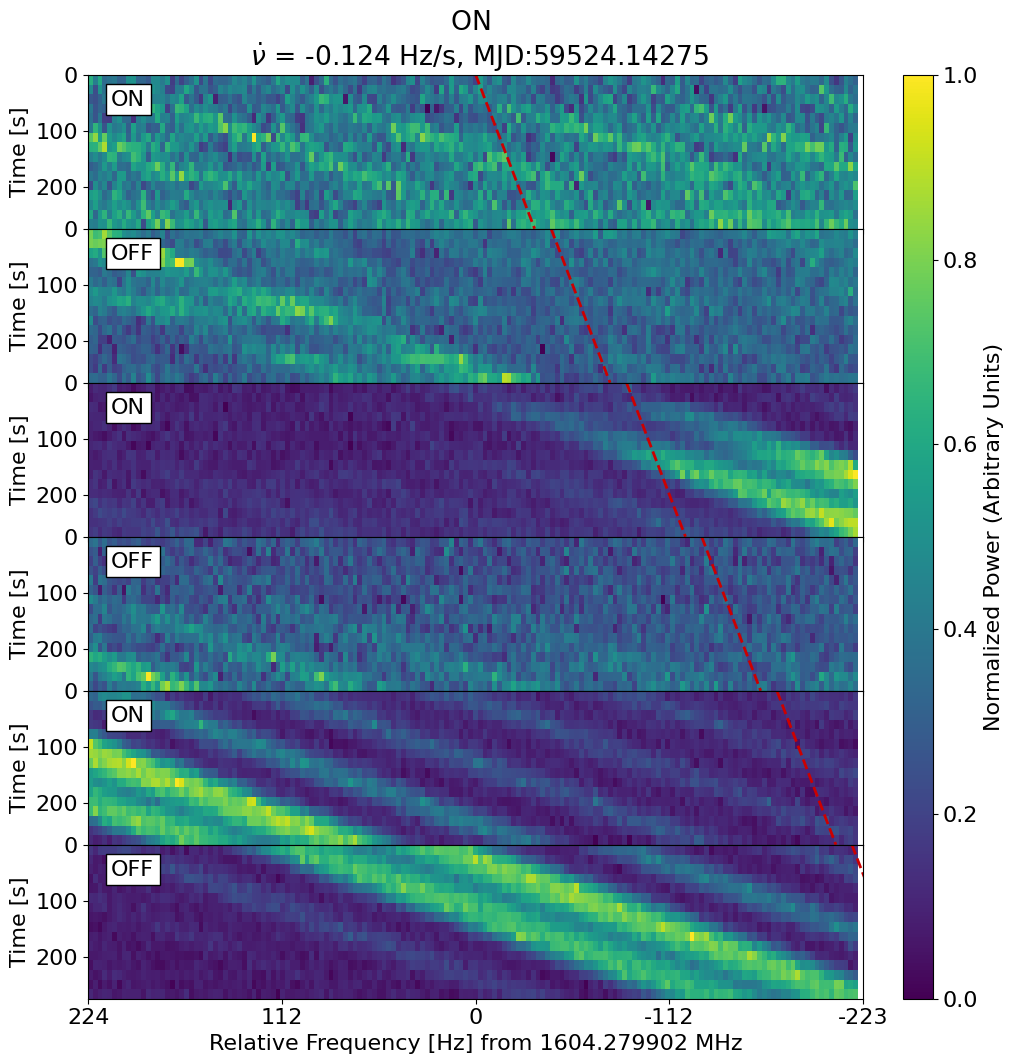 ON
ν̇ = -0.124 Hz/s, MJD:59524.14275
0
100
200
Time [s]
ON
0
100
200
Time [s]
OFF
0
100
200
Time [s]
ON
0
100
200
Time [s]
OFF
0
100
200
Time [s]
ON
0
100
200
Time [s]
OFF
224 112 0 -112 -223
Relative Frequency [Hz] from 1604.279902 MHz
1.0
0.8
0.6
0.4
0.2
0.0
Normalized Power (Arbitrary Units)